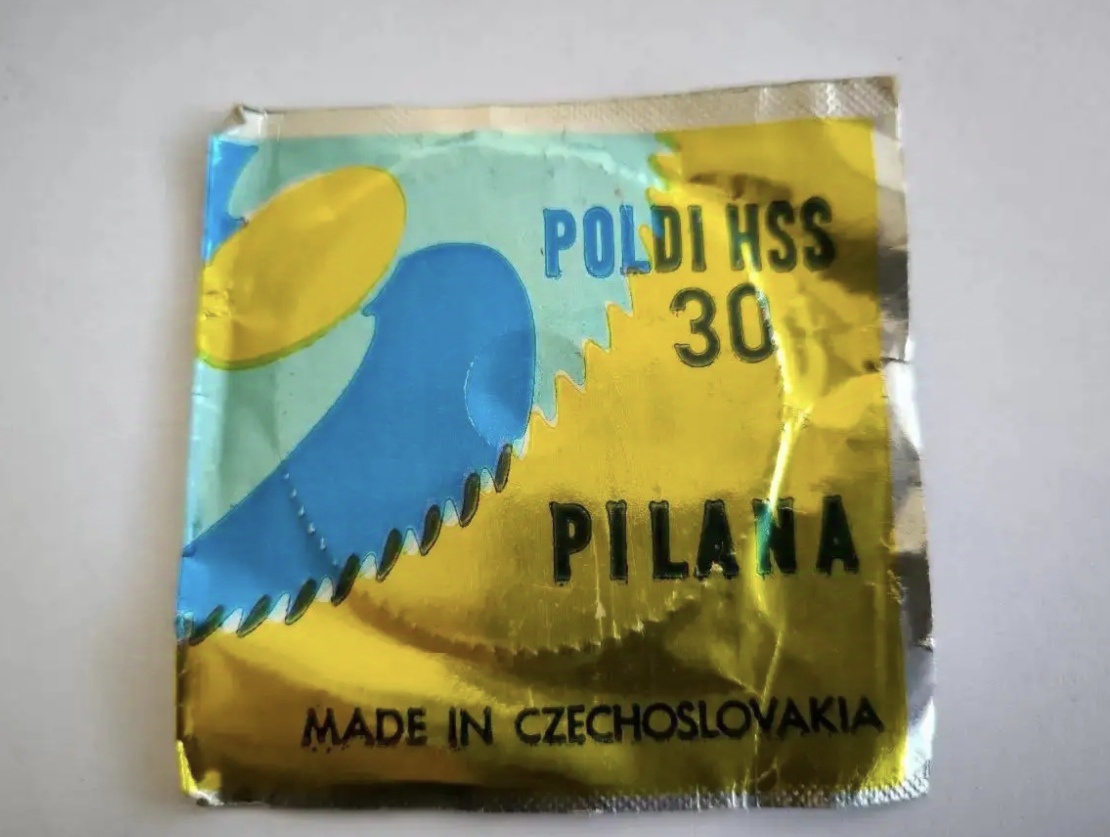 POLDI HSS
30
PILANA
MADE IN CZECHOSLOVAKIA